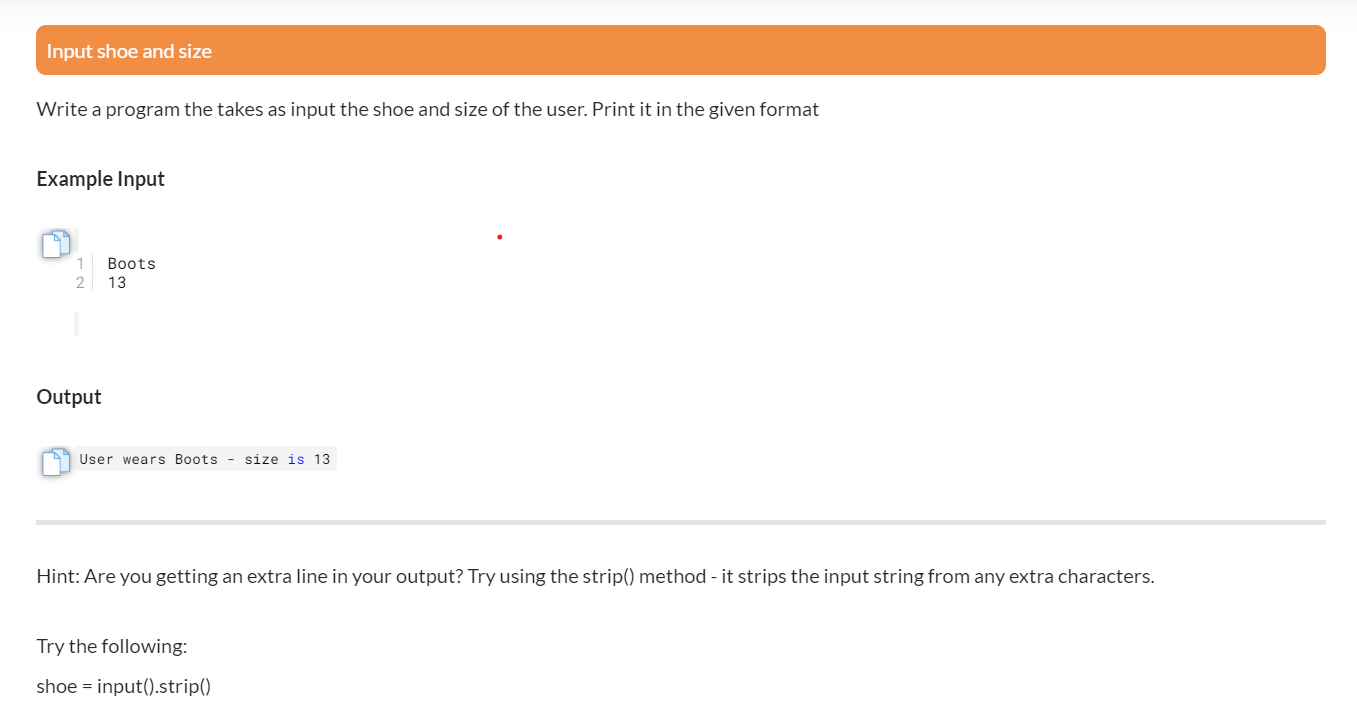 Input shoe and size
Write a program the takes as input the shoe and size of the user. Print it in the given format
Example Input
1 Boots
2 13
Output
User wears Boots - size is 13
Hint: Are you getting an extra line in your output? Try using the strip() method - it strips the input string from any extra characters.
Try the following:
shoe = input().strip()